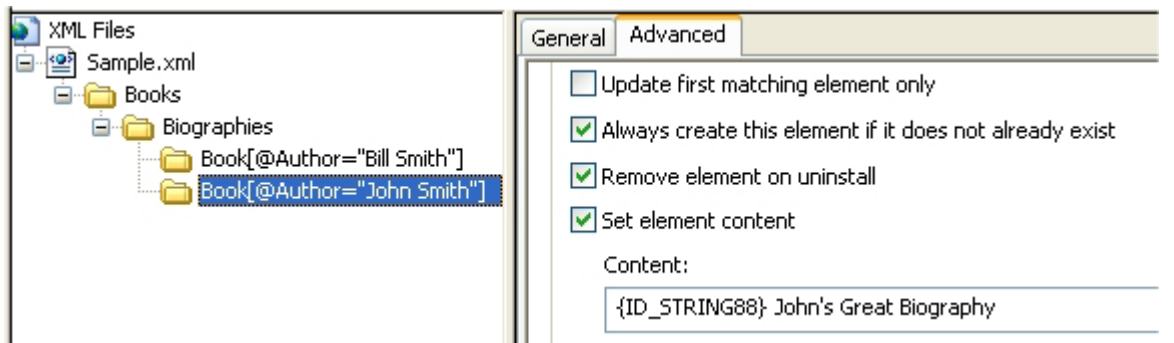 XML Files
Sample.xml
Books
Biographies
Book[@Author="Bill Smith"]
Book[@Author="John Smith"]
General
Advanced
Update first matching element only
Always create this element if it does not already exist
Remove element on uninstall
Set element content
Content:
{ID_STRING88} John's Great Biography